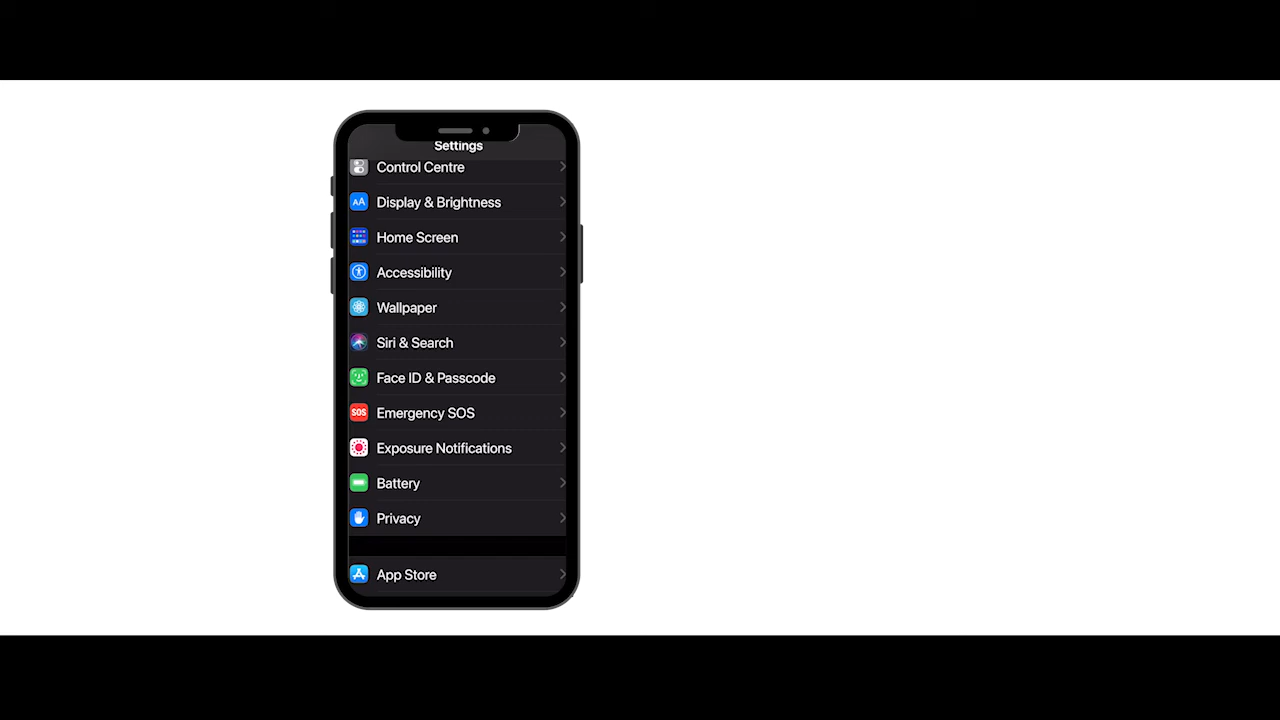 Settings
Control Centre
AA Display & Brightness
Home Screen
Accessibility
Wallpaper
Siri & Search
Face ID & Passcode
SOS Emergency SOS
Exposure Notifications
Battery
Privacy
App Store